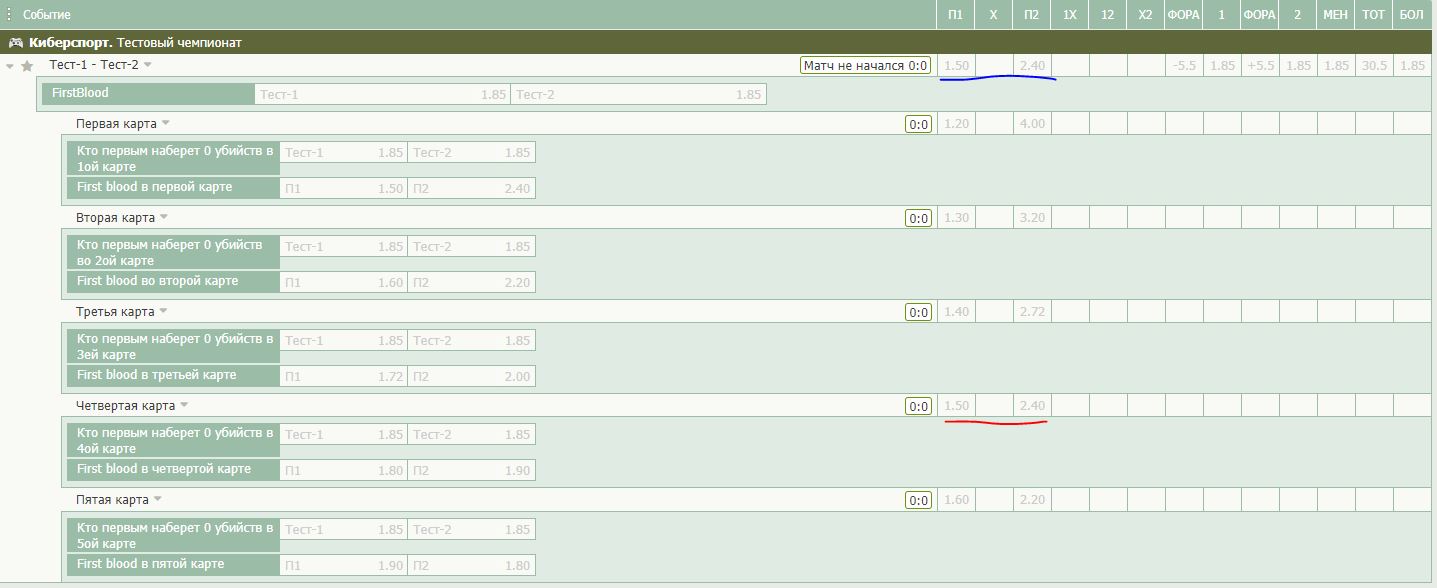 Событие П1 X П2 1X 12 X2 ФОРА 1 ФОРА 2 МЕН ТОТ БОЛ
Киберспорт. Тестовый чемпионат
Тест-1 - Тест-2 Матч не начался 0:0 1.50 2.40 -5.5 1.85 +5.5 1.85 1.85 30.5 1.85
FirstBlood Тест-1 1.85 Тест-2 1.85
Первая карта 0:0 1.20 4.00
Кто первым наберет 0 убийств в Тест-1 1.85 Тест-2 1.85
1ой карте
First blood в первой карте П1 1.50 П2 2.40
Вторая карта 0:0 1.30 3.20
Кто первым наберет 0 убийств Тест-1 1.85 Тест-2 1.85
во 2ой карте
First blood во второй карте П1 1.60 П2 2.20
Третья карта 0:0 1.40 2.72
Кто первым наберет 0 убийств в Тест-1 1.85 Тест-2 1.85
3ей карте
First blood в третьей карте П1 1.72 П2 2.00
Четвертая карта 0:0 1.50 2.40
Кто первым наберет 0 убийств в Тест-1 1.85 Тест-2 1.85
4ой карте
First blood в четвертой карте П1 1.80 П2 1.90
Пятая карта 0:0 1.60 2.20
Кто первым наберет 0 убийств в Тест-1 1.85 Тест-2 1.85
5ой карте
First blood в пятой карте П1 1.90 П2 1.80